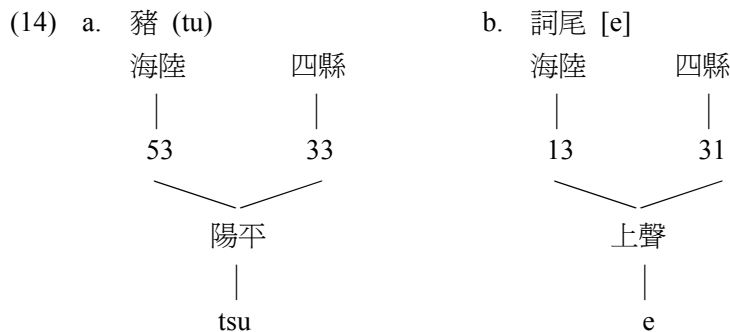 (14) a. 豬 (tu) b. 詞尾 [e]
海陸 四縣 海陸 四縣
53 33 13 31
陽平 上聲
tsu e